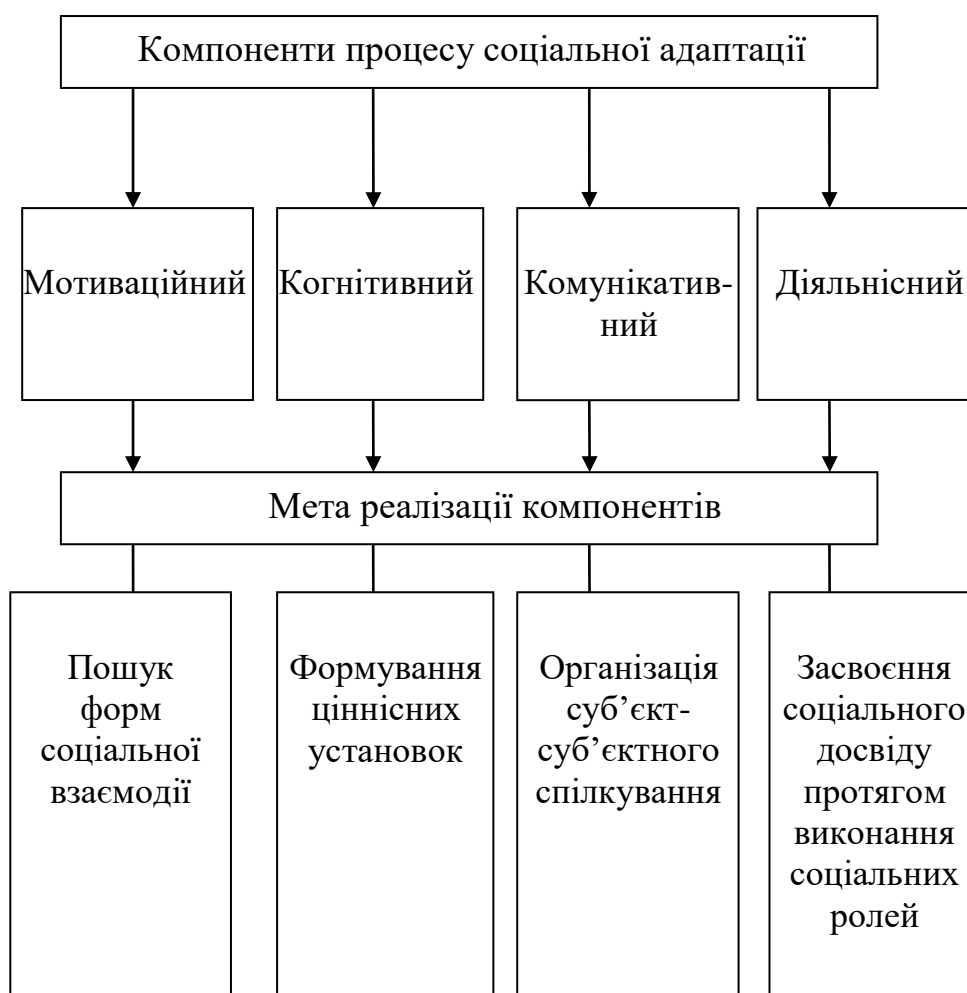 Компоненти процесу соціальної адаптації
Мотиваційний
Когнітивний
Комунікатив-
ний
Діяльнісний
Мета реалізації компонентів
Пошук
форм
соціальної
взаємодії
Формування
ціннісних
установок
Організація
суб’єкт-
суб’єктного
спілкування
Засвоєння
соціального
досвіду
протягом
виконання
соціальних
ролей